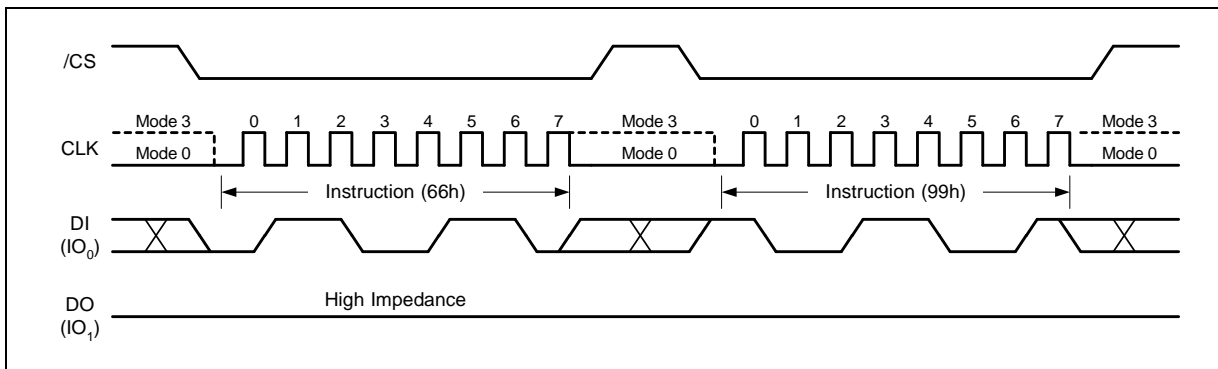 /CS
Mode 3 0 1 2 3 4 5 6 7 Mode 3 0 1 2 3 4 5 6 7 Mode 3
CLK
Mode 0 Mode 0 Mode 0
Instruction (66h) Instruction (99h)
DI
(IO0)
High Impedance
DO
(IO1)